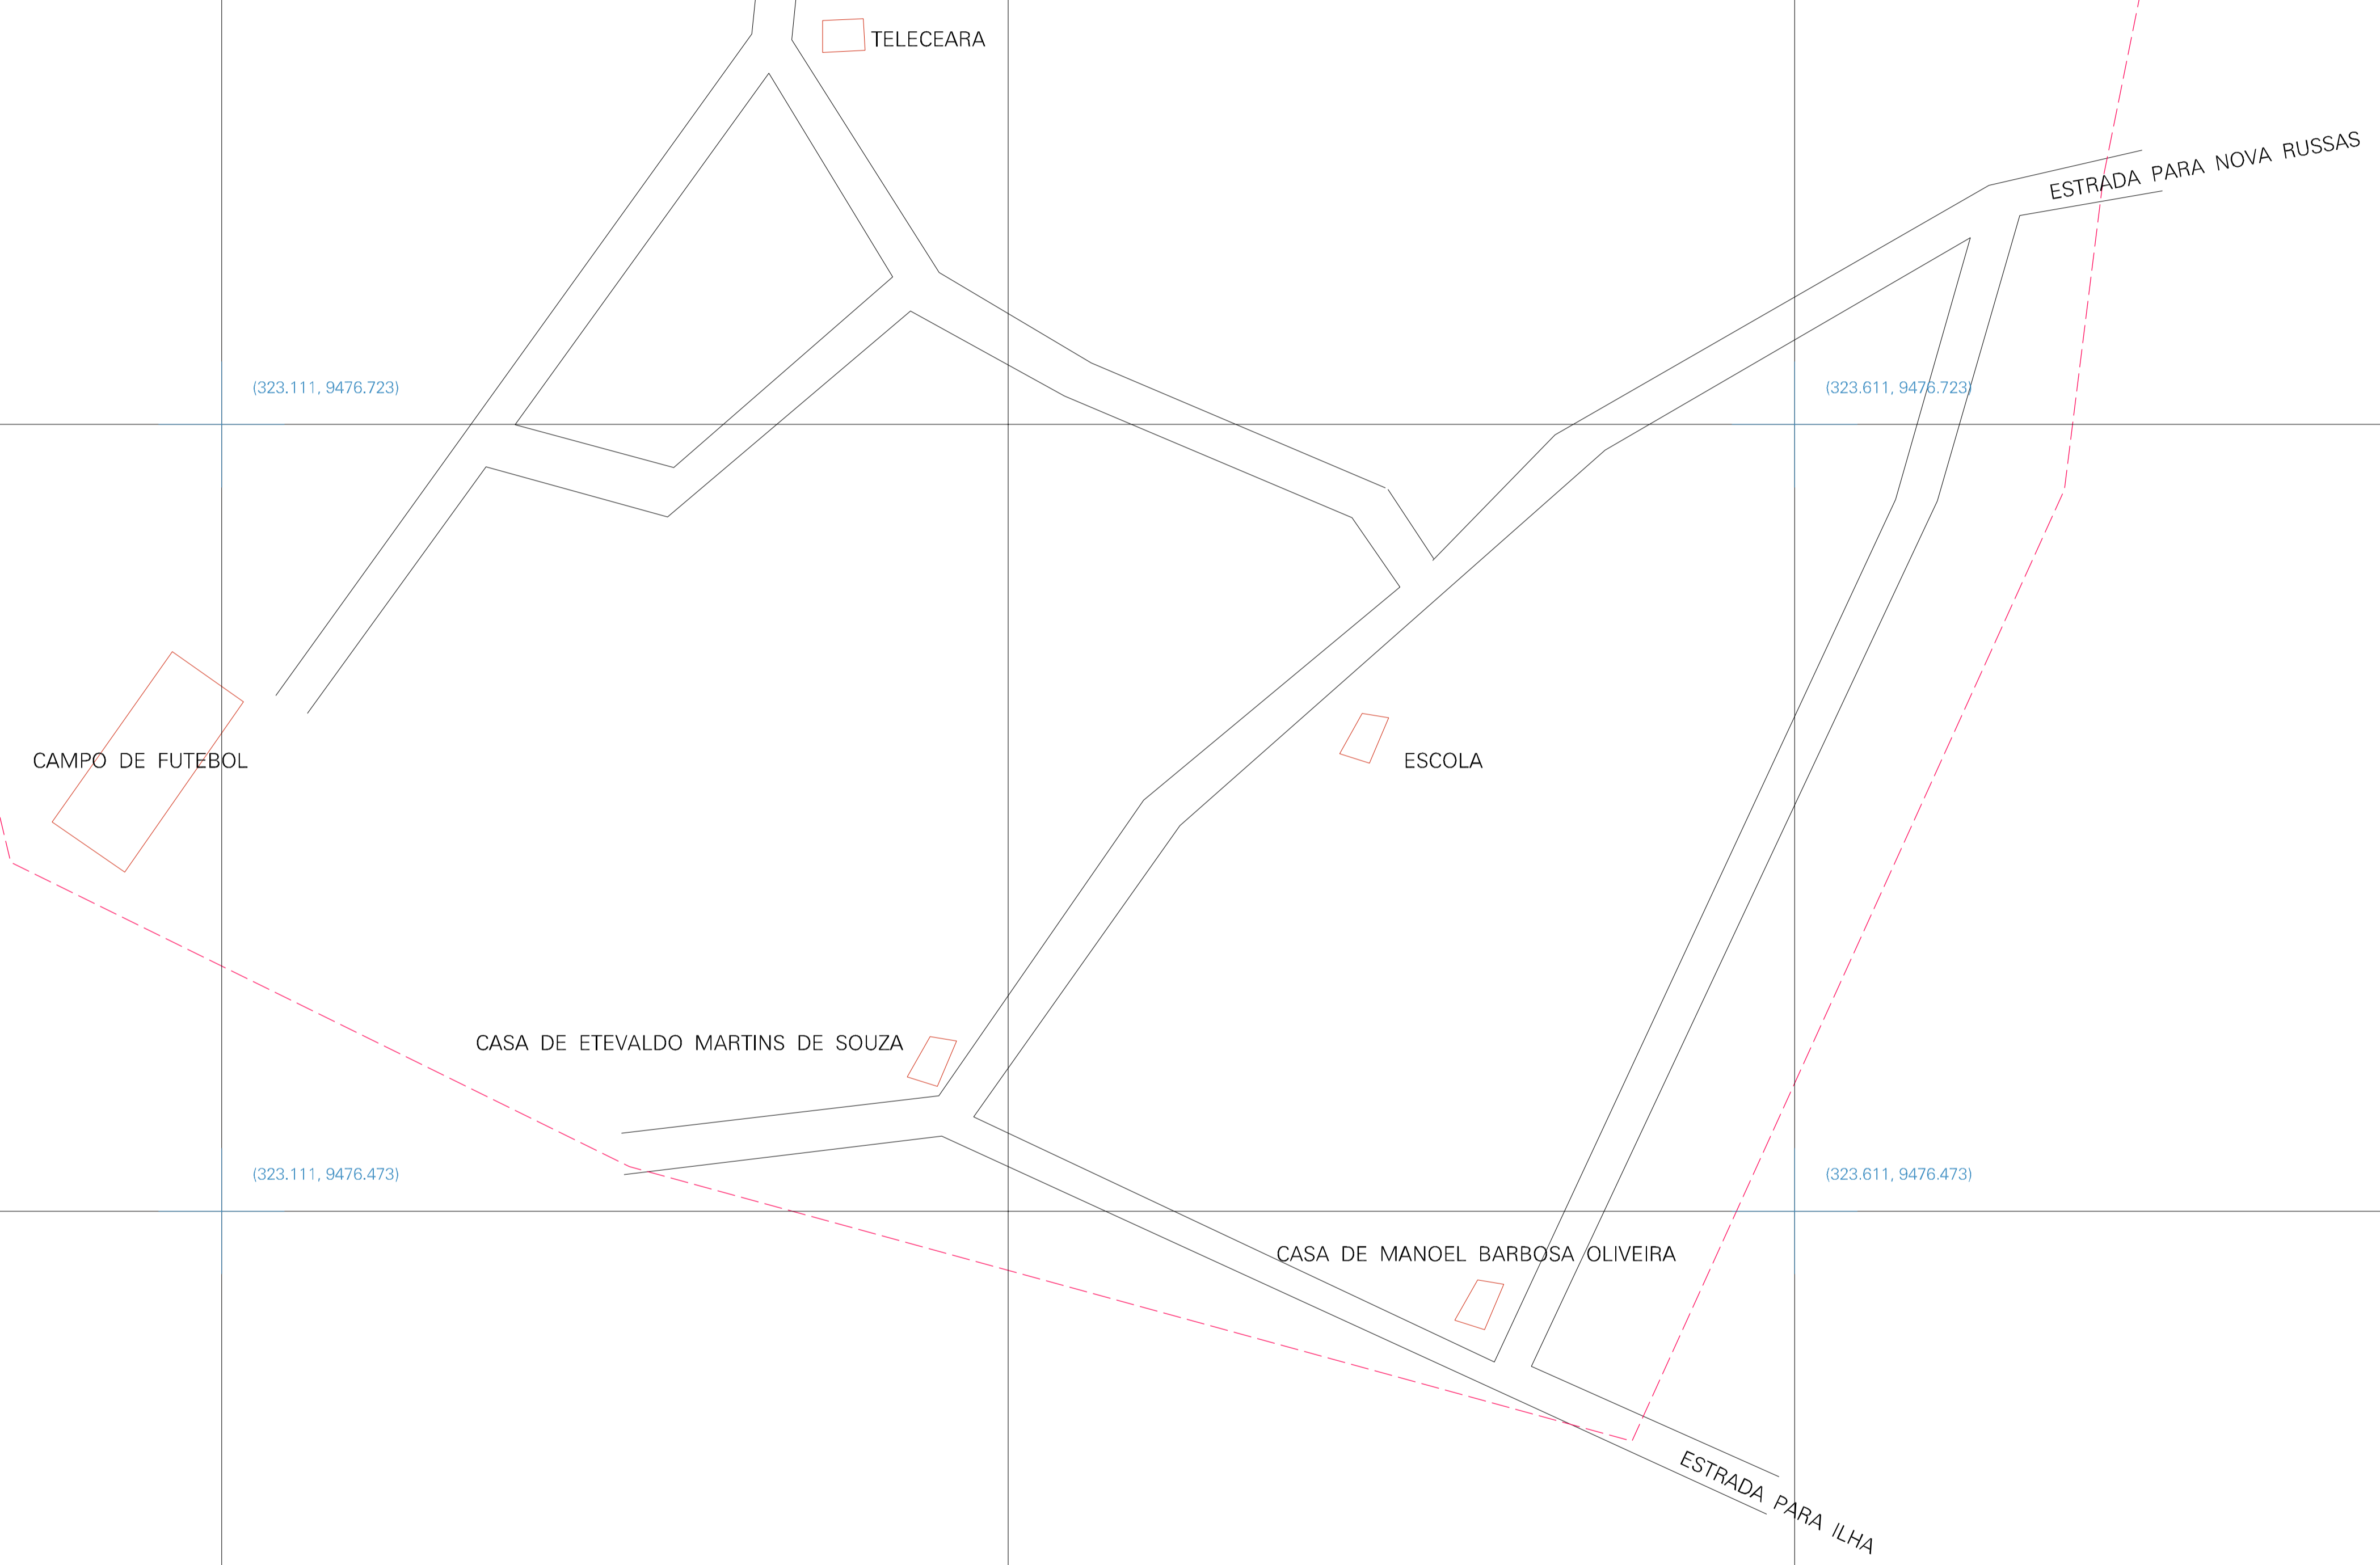 TELECEARA
ESTRADA PARA NOVA RUSSAS
(323.111, 9476.723)
(323.611, 9476.723)
CAMPO DE FUTEBOL
ESCOLA
CASA DE ETEVALDO MARTINS DE SOUZA
(323.111, 9476.473)
(323.611, 9476.473)
CASA DE MANOEL BARBOSA OLIVEIRA
ESTRADA PARA ILHA